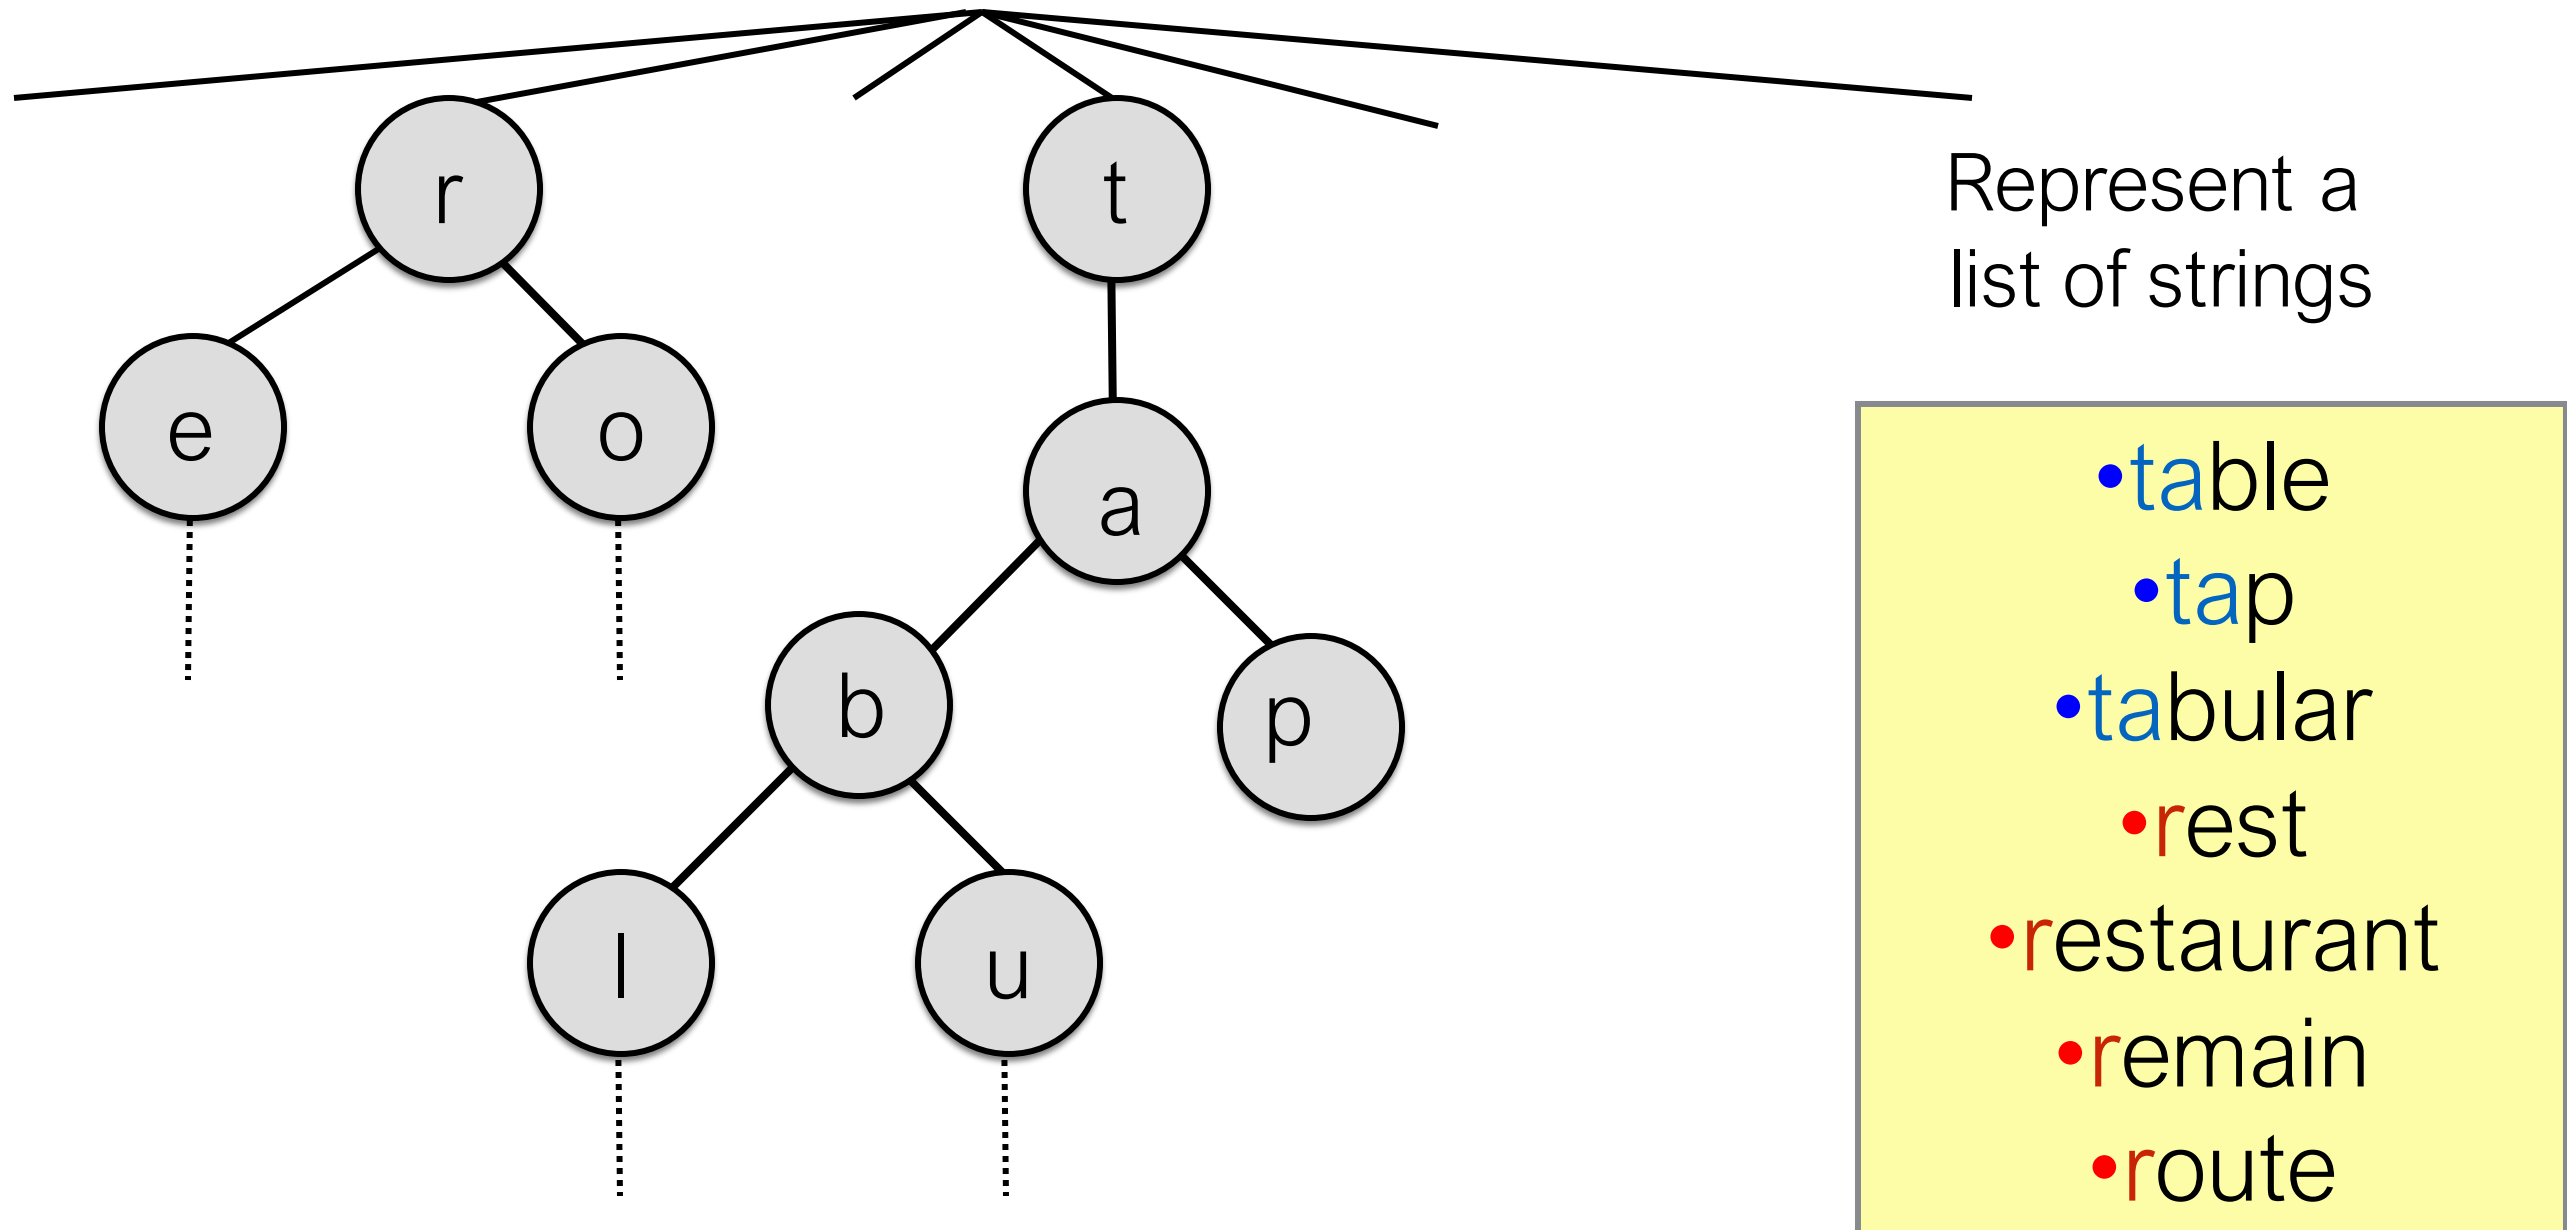 r
t
Represent a
list of strings
e
o
a
•table
•tap
b
p
•tabular
•rest
l
u
•restaurant
•remain
•route